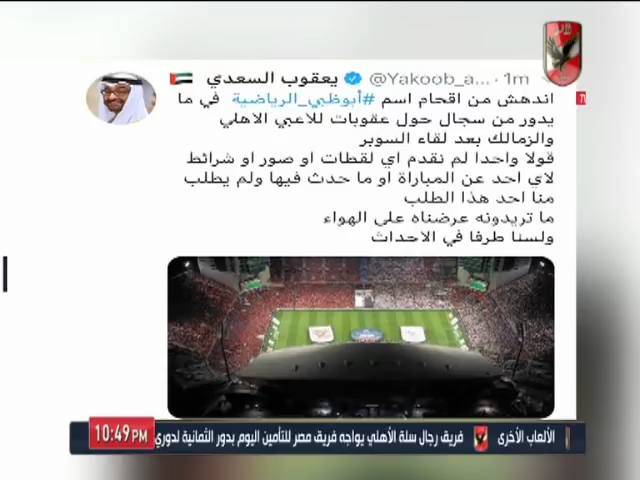 يعقوب السعدي @Yakoob_a... · 1m
اندهش من اقحام اسم #أبوظبي_الرياضية في ما
يدور من سجال حول عقوبات للاعبي الاهلي
والزمالك بعد لقاء السوبر
قولا واحدا لم نقدم اي لقطات او صور او شرائط
لاي احد عن المباراة او ما حدث فيها ولم يطلب
منا احد هذا الطلب
ما تريدونه عرضناه على الهواء
ولسنا طرفا في الاحداث
الألعاب الأخرى فريق رجال سلة الأهلي يواجه فريق مصر للتأمين اليوم بدور الثمانية لدوري
10:49 PM